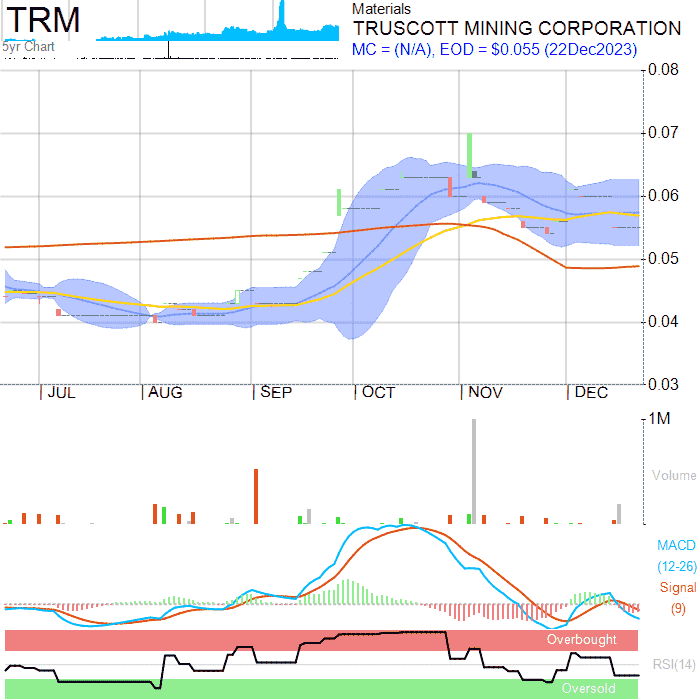 TRM
5yr Chart
Materials
TRUSCOTT MINING CORPORATION
MC = (N/A), EOD = $0.055 (22Dec2023)
0.08
0.07
0.06
0.05
0.04
0.03
JUL AUG SEP OCT NOV DEC
1M
Volume
MACD
(12-26)
Signal
(9)
Overbought
RSI(14)
Oversold